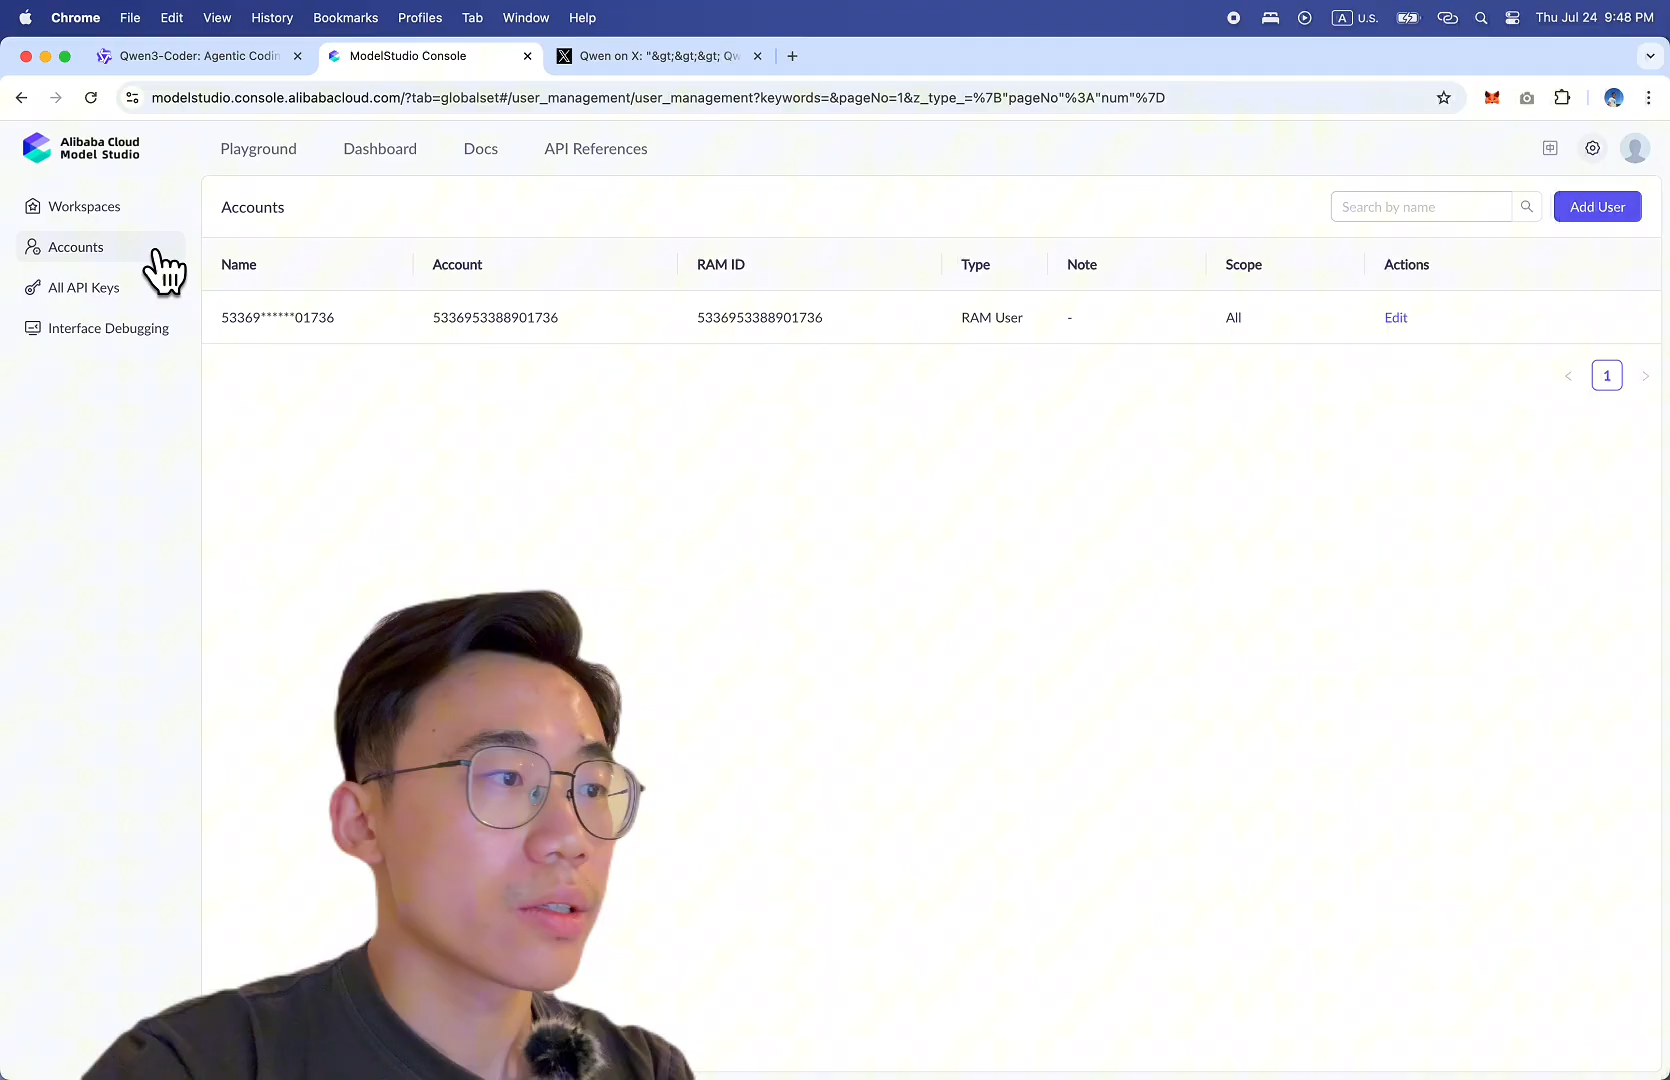 Chrome File Edit View History Bookmarks Profiles Tab Window Help A U.S. Thu Jul 24 9:48 PM
Qwen3-Coder: Agentic Codin ModelStudio Console Qwen on X: "&gt;&gt;&gt; Qw
modelstudio.console.alibabacloud.com/?tab=globalset#/user_management/user_management?keywords=&pageNo=1&z_type_=%7B"pageNo"%3A"num"%7D
Alibaba Cloud
Model Studio
Playground Dashboard Docs API References 中
Workspaces
Accounts
All API Keys
Interface Debugging
Accounts Search by name Add User
Name Account RAM ID Type Note Scope Actions
53369******01736 5336953388901736 5336953388901736 RAM User - All Edit
< 1 >